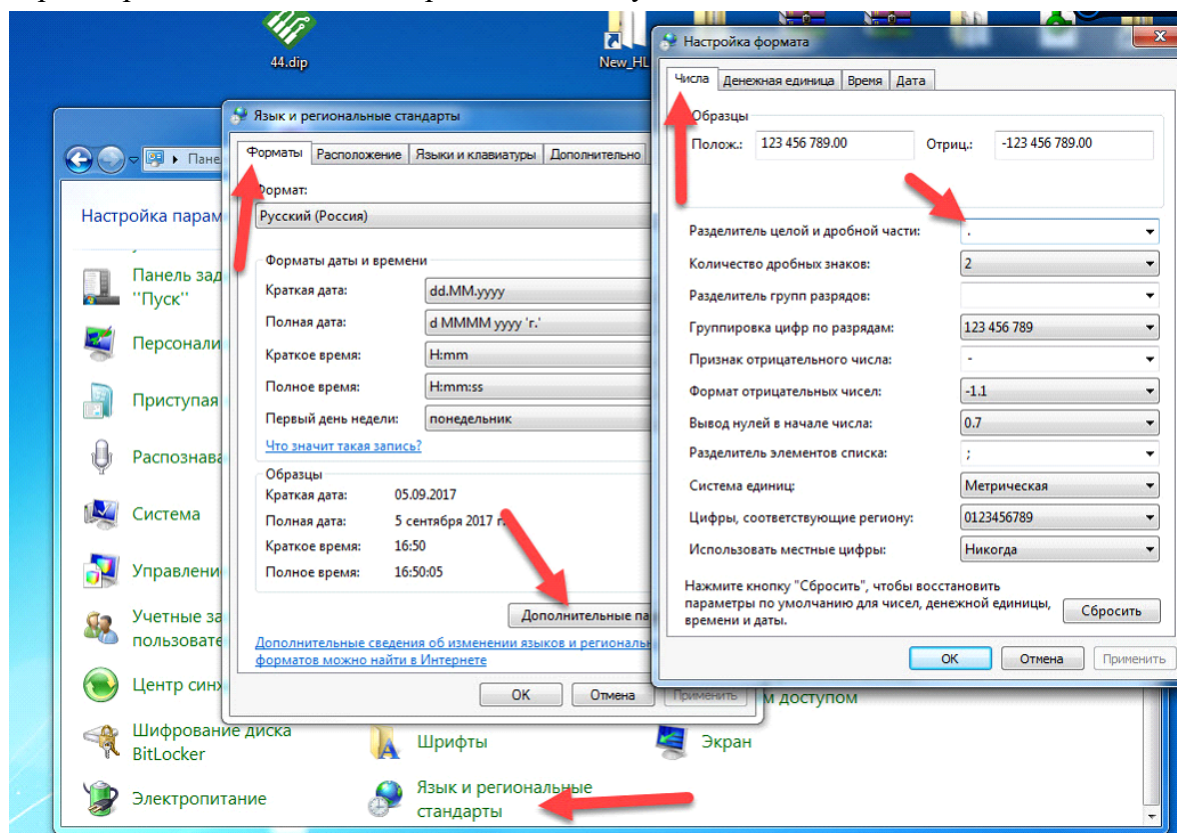 44.dip
New_HL
Настройка формата
Числа Денежная единица Время Дата
Образцы
Полож.: 123 456 789.00 Отриц.: -123 456 789.00
Разделитель целой и дробной части: .
Количество дробных знаков: 2
Разделитель групп разрядов:
Группировка цифр по разрядам: 123 456 789
Признак отрицательного числа: -
Формат отрицательных чисел: -1.1
Вывод нулей в начале числа: 0.7
Разделитель элементов списка: ;
Система единиц: Метрическая
Цифры, соответствующие региону: 0123456789
Использовать местные цифры: Никогда
Нажмите кнопку "Сбросить", чтобы восстановить
параметры по умолчанию для чисел, денежной единицы,
времени и даты.
Сбросить
ОК Отмена Применить
Язык и региональные стандарты
Форматы Расположение Языки и клавиатуры Дополнительно
Формат:
Русский (Россия)
Форматы даты и времени
Краткая дата: dd.MM.yyyy
Полная дата: d MMMM yyyy 'г.'
Краткое время: H:mm
Полное время: H:mm:ss
Первый день недели: понедельник
Что значит такая запись?
Образцы
Краткая дата: 05.09.2017
Полная дата: 5 сентября 2017 г.
Краткое время: 16:50
Полное время: 16:50:05
Дополнительные па
Дополнительные сведения об изменении языков и региональ
форматов можно найти в Интернете
ОК Отмена Применить
Пане
Настройка парам
Панель зад
"Пуск"
Персонали
Приступая
Распознава
Система
Управлени
Учетные за
пользовате
Центр синх
м доступом
Шифрование диска
BitLocker
Шрифты
Экран
Электропитание
Язык и региональные
стандарты